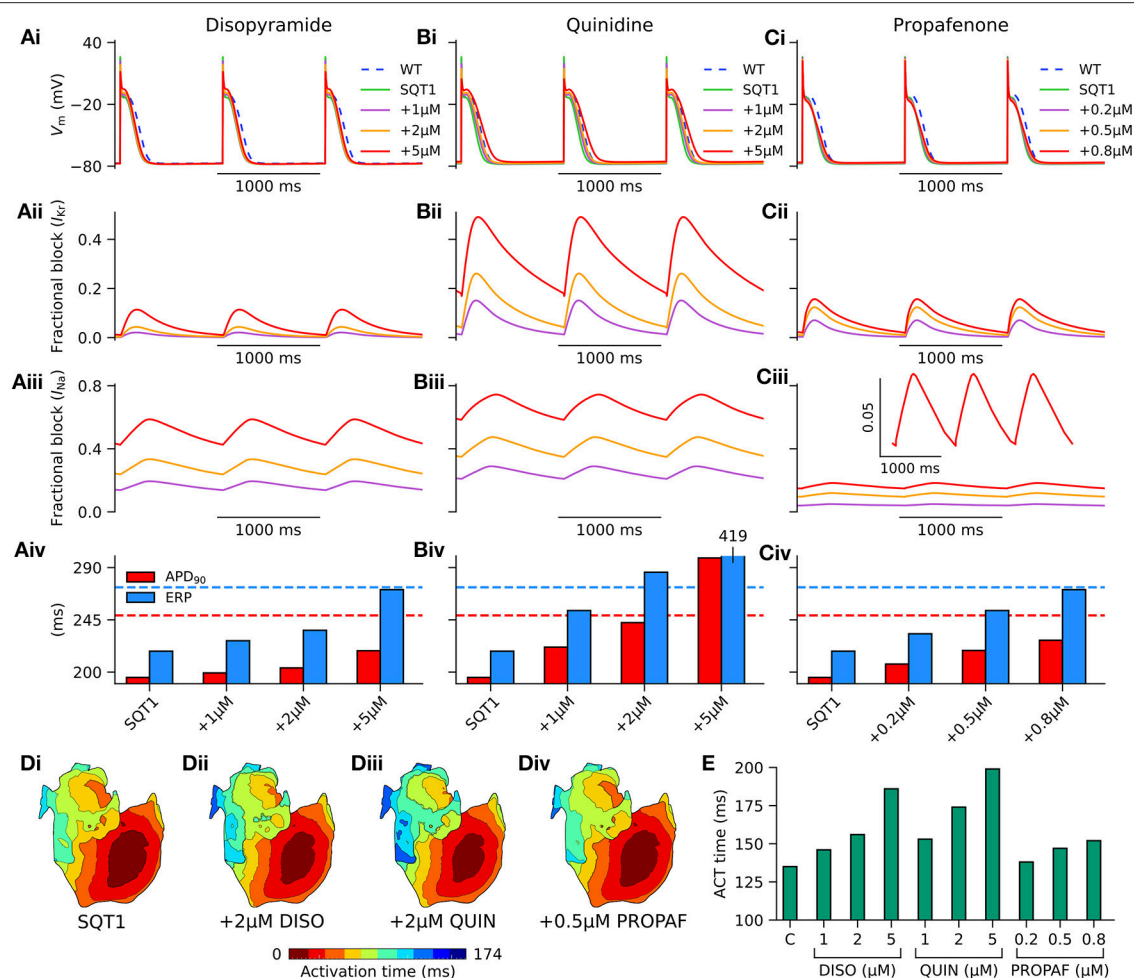 Disopyramide
Quinidine
Propafenone
Ai
Bi
Ci
40
−20
−80
Vm (mV)
WT
SQT1
+1μM
+2μM
+5μM
WT
SQT1
+1μM
+2μM
+5μM
WT
SQT1
+0.2μM
+0.5μM
+0.8μM
1000 ms
1000 ms
1000 ms
Aii
Bii
Cii
Fractional block (IKr)
0.4
0.2
0.0
1000 ms
1000 ms
1000 ms
Aiii
Biii
Ciii
Fractional block (INa)
0.8
0.4
0.0
0.05
1000 ms
1000 ms
1000 ms
1000 ms
Aiv
Biv
Civ
419
(ms)
290
245
200
APD90
ERP
SQT1
+1μM
+2μM
+5μM
SQT1
+1μM
+2μM
+5μM
SQT1
+0.2μM
+0.5μM
+0.8μM
Di
Dii
Diii
Div
SQT1
+2μM DISO
+2μM QUIN
+0.5μM PROPAF
0
174
Activation time (ms)
E
ACT time (ms)
200
175
150
125
100
C
1
2
5
1
2
5
0.2
0.5
0.8
DISO (μM)
QUIN (μM)
PROPAF (μM)